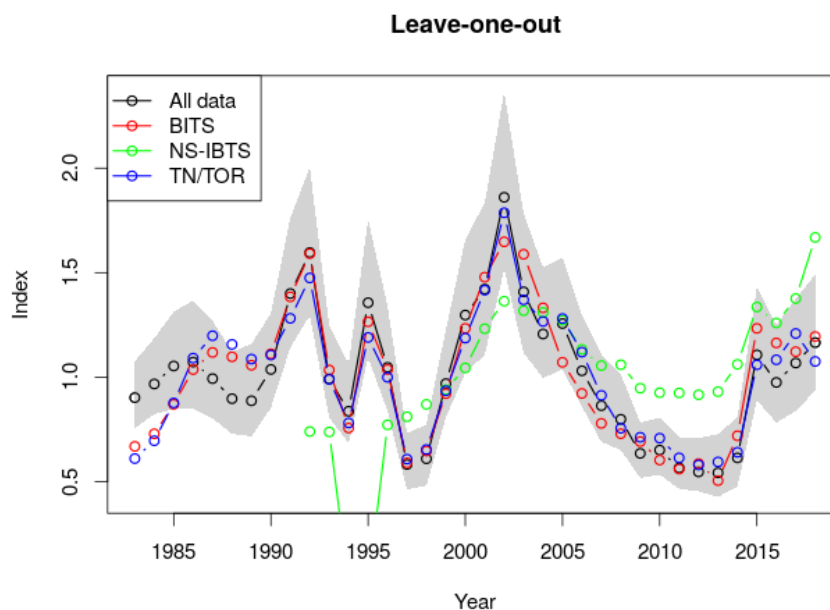 Leave-one-out
All data
BITS
NS-IBTS
TN/TOR
Index
2.0
1.5
1.0
0.5
1985 1990 1995 2000 2005 2010 2015
Year